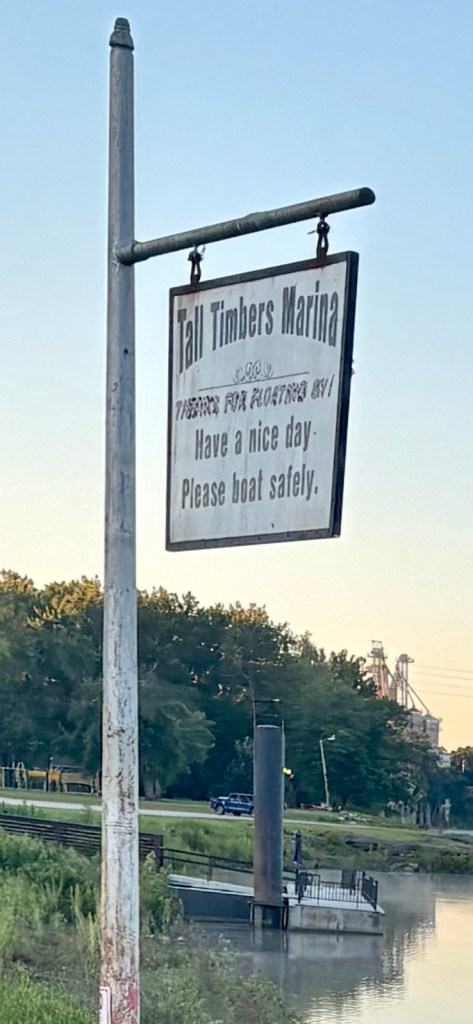 Tall Timbers Marina
THANKS FOR FLOATING BY!
Have a nice day.
Please boat safely.